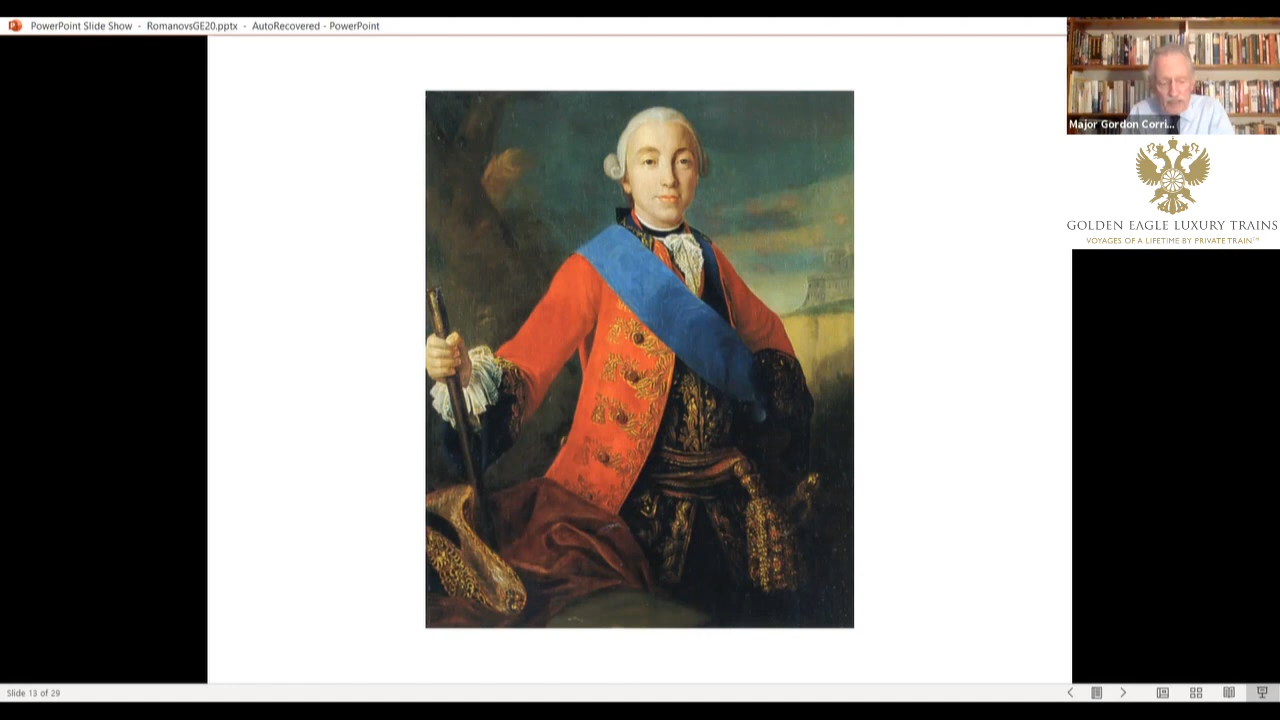 PowerPoint Slide Show - RomanovsGE20.pptx - AutoRecovered - PowerPoint
Major Gordon Corri...
GOLDEN EAGLE LUXURY TRAINS
VOYAGES OF A LIFETIME BY PRIVATE TRAIN™
Slide 13 of 29